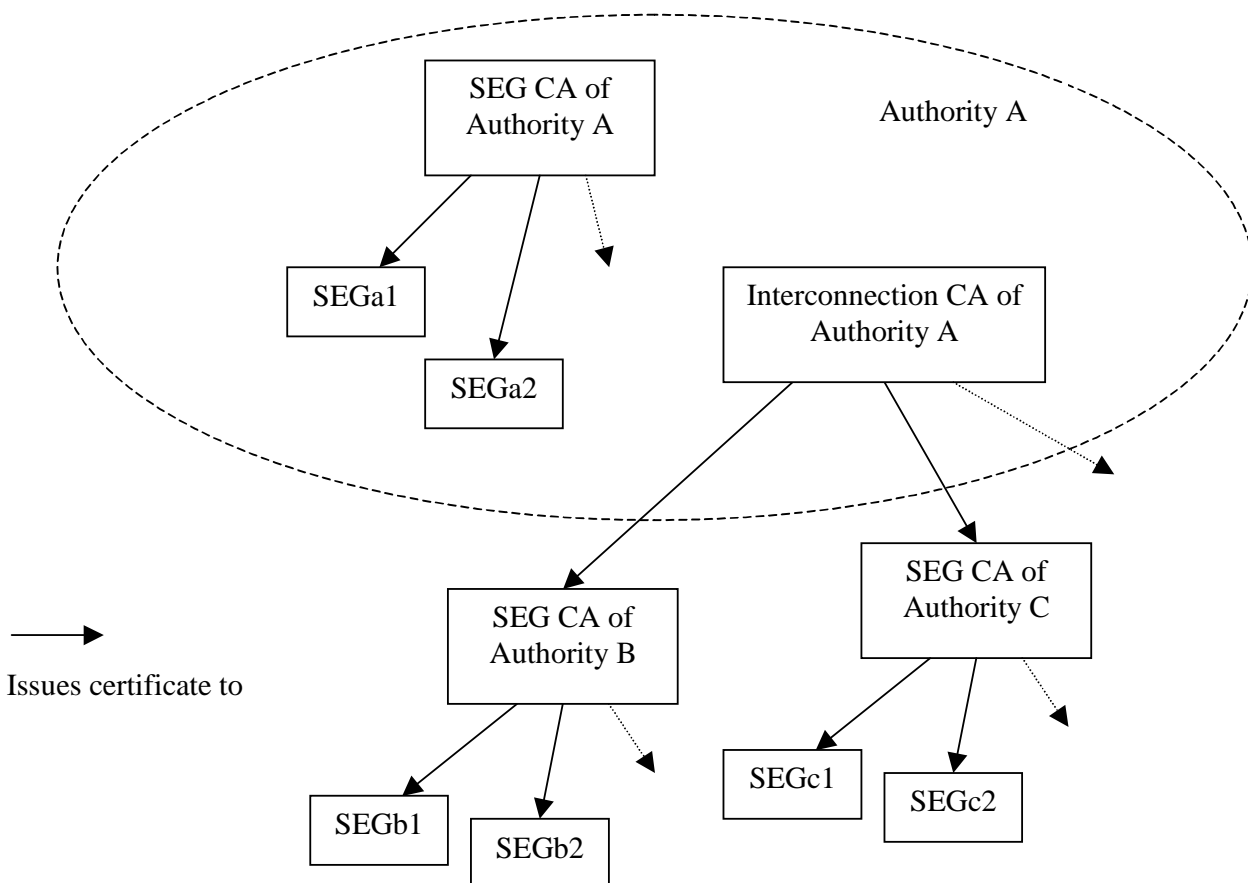 SEG CA of
Authority A
Authority A
SEGa1
Interconnection CA of
Authority A
SEGa2
SEG CA of
Authority C
SEG CA of
Authority B
Issues certificate to
SEGc1
SEGc2
SEGb1
SEGb2